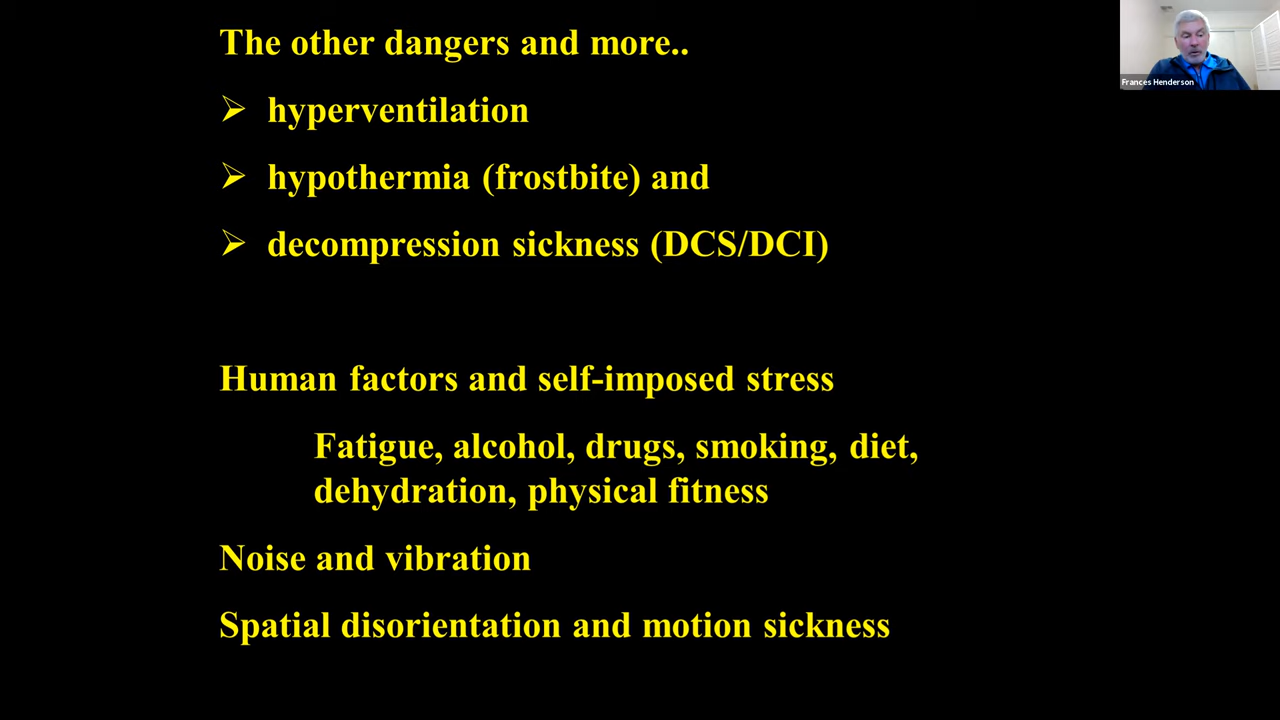 The other dangers and more..
➢ hyperventilation
➢ hypothermia (frostbite) and
➢ decompression sickness (DCS/DCI)
Human factors and self-imposed stress
Fatigue, alcohol, drugs, smoking, diet,
dehydration, physical fitness
Noise and vibration
Spatial disorientation and motion sickness
Frances Henderson